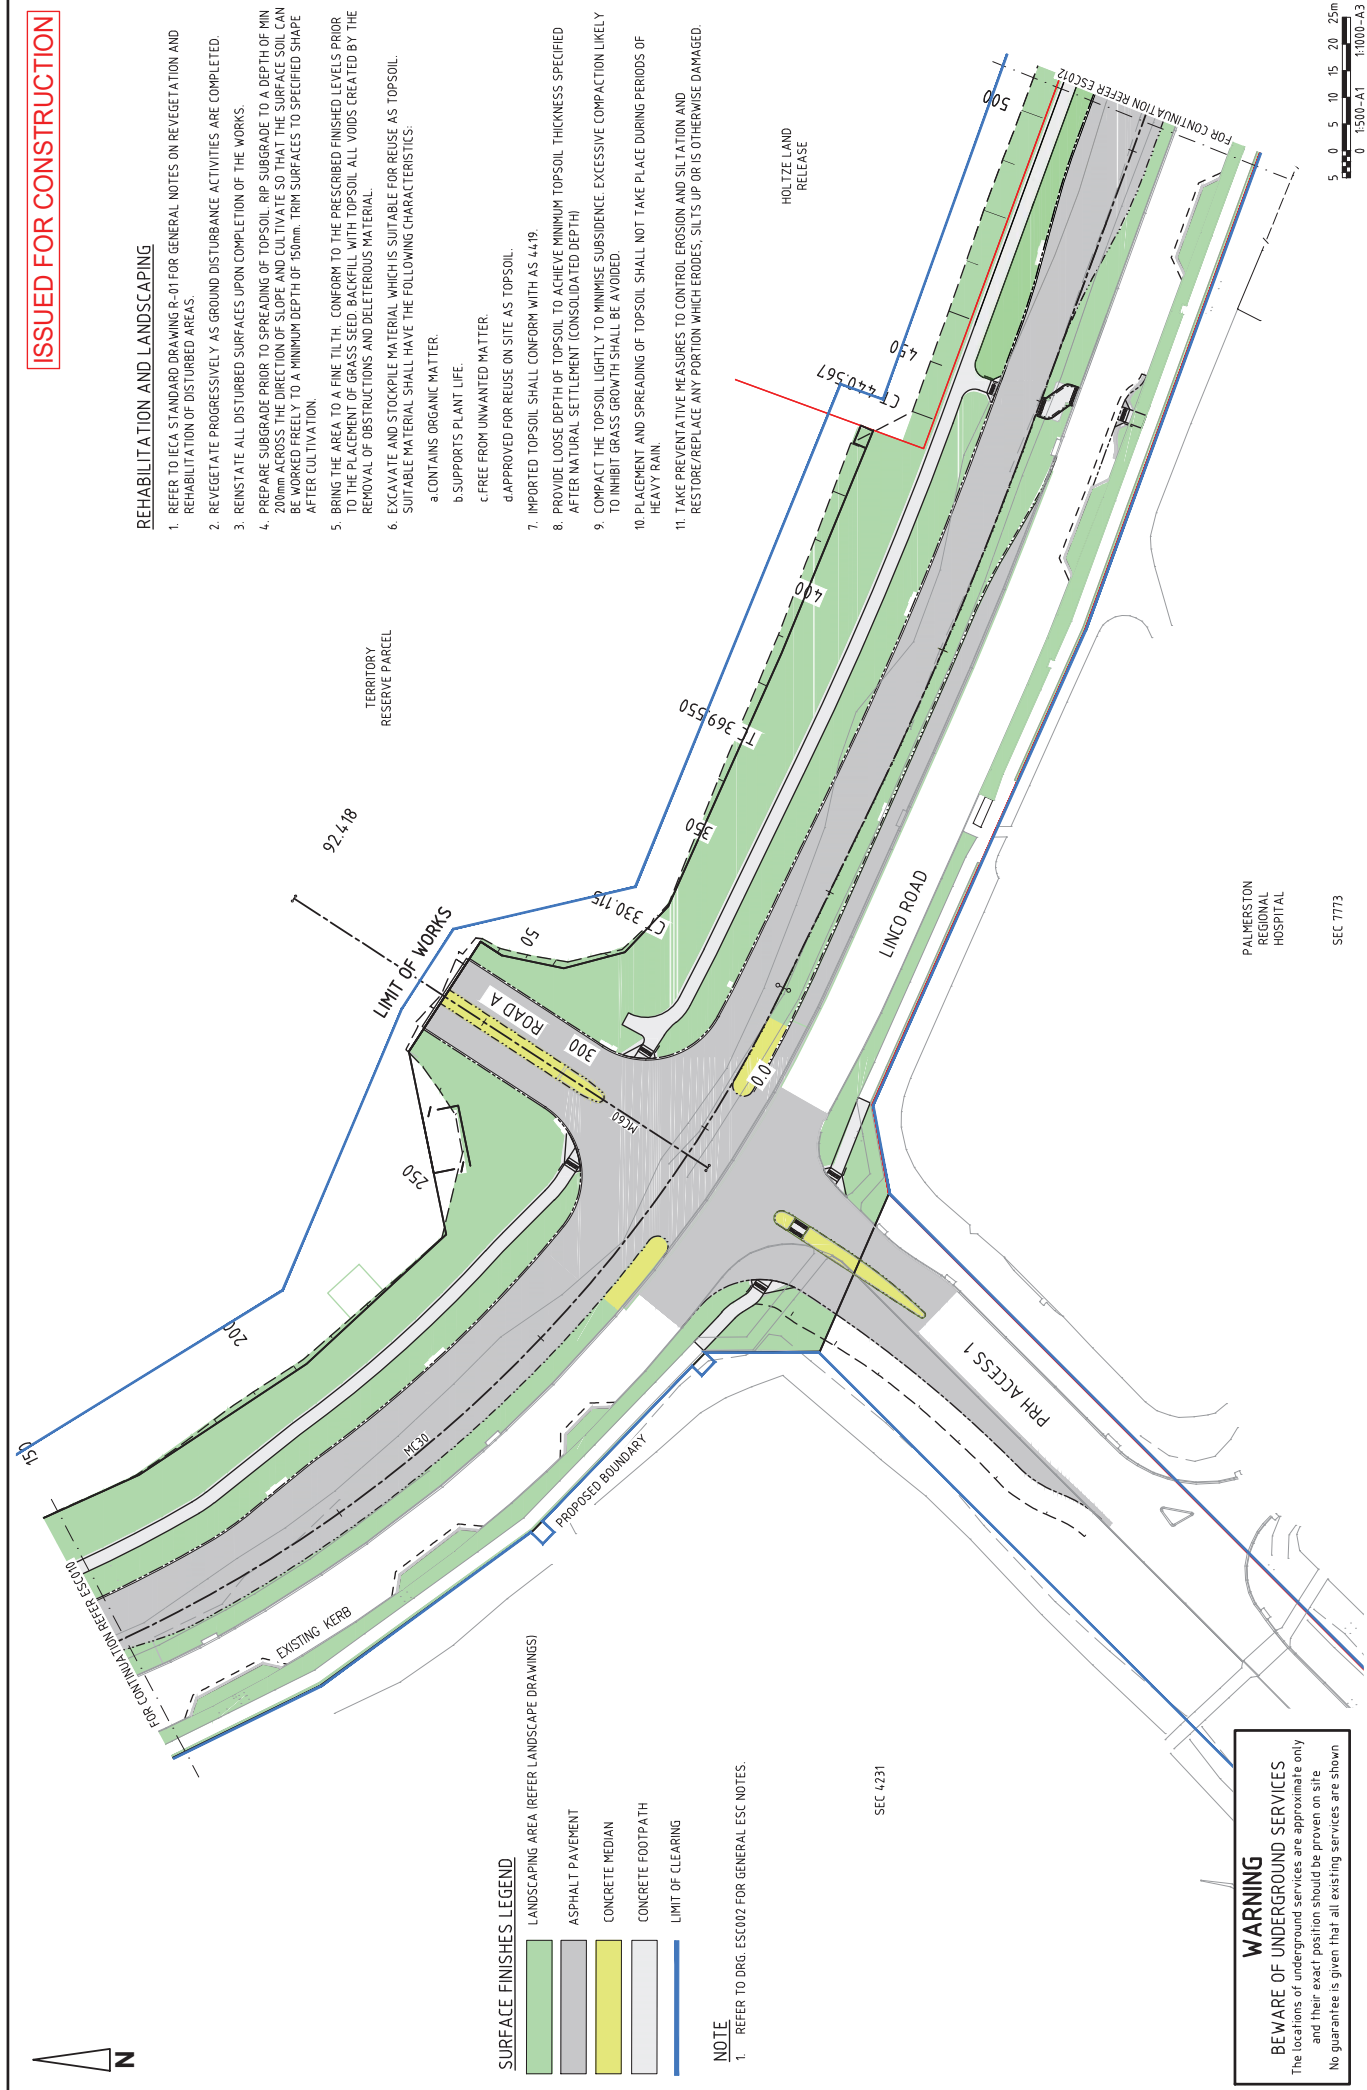 ISSUED FOR CONSTRUCTION
REHABILITATION AND LANDSCAPING
1. REFER TO IECA STANDARD DRAWING R-01 FOR GENERAL NOTES ON REVEGETATION AND
REHABILITATION OF DISTURBED AREAS.
2. REVEGETATE PROGRESSIVELY AS GROUND DISTURBANCE ACTIVITIES ARE COMPLETED.
3. REINSTATE ALL DISTURBED SURFACES UPON COMPLETION OF THE WORKS.
4. PREPARE SUBGRADE PRIOR TO SPREADING OF TOPSOIL. RIP SUBGRADE TO A DEPTH OF MIN
200mm ACROSS THE DIRECTION OF SLOPE AND CULTIVATE SO THAT THE SURFACE SOIL CAN
BE WORKED FREELY TO A MINIMUM DEPTH OF 150mm. TRIM SURFACES TO SPECIFIED SHAPE
AFTER CULTIVATION.
5. BRING THE AREA TO A FINE TILTH. CONFORM TO THE PRESCRIBED FINISHED LEVELS PRIOR
TO THE PLACEMENT OF GRASS SEED. BACKFILL WITH TOPSOIL ALL VOIDS CREATED BY THE
REMOVAL OF OBSTRUCTIONS AND DELETERIOUS MATERIAL.
6. EXCAVATE AND STOCKPILE MATERIAL WHICH IS SUITABLE FOR REUSE AS TOPSOIL.
SUITABLE MATERIAL SHALL HAVE THE FOLLOWING CHARACTERISTICS:
a.CONTAINS ORGANIC MATTER.
b.SUPPORTS PLANT LIFE.
c.FREE FROM UNWANTED MATTER.
d.APPROVED FOR REUSE ON SITE AS TOPSOIL.
7. IMPORTED TOPSOIL SHALL CONFORM WITH AS 4419.
8. PROVIDE LOOSE DEPTH OF TOPSOIL TO ACHIEVE MINIMUM TOPSOIL THICKNESS SPECIFIED
AFTER NATURAL SETTLEMENT (CONSOLIDATED DEPTH)
9. COMPACT THE TOPSOIL LIGHTLY TO MINIMISE SUBSIDENCE. EXCESSIVE COMPACTION LIKELY
TO INHIBIT GRASS GROWTH SHALL BE AVOIDED.
10.PLACEMENT AND SPREADING OF TOPSOIL SHALL NOT TAKE PLACE DURING PERIODS OF
HEAVY RAIN.
11. TAKE PREVENTATIVE MEASURES TO CONTROL EROSION AND SILTATION AND
RESTORE/REPLACE ANY PORTION WHICH ERODES, SILTS UP OR IS OTHERWISE DAMAGED.
TERRITORY
RESERVE PARCEL
HOLTZE LAND
RELEASE
92.418
LIMIT OF WORKS
150
200
250
50
ROAD A
300
MC60
0.0
CT 330.115
350
TC 369.550
400
CT 440.567
450
500
FOR CONTINUATION REFER ESC012
FOR CONTINUATION REFER ESC010
MC30
EXISTING KERB
PROPOSED BOUNDARY
LINCO ROAD
PRH ACCESS 1
PALMERSTON
REGIONAL
HOSPITAL
SEC 7773
SEC 4231
N
SURFACE FINISHES LEGEND
LANDSCAPING AREA (REFER LANDSCAPE DRAWINGS)
ASPHALT PAVEMENT
CONCRETE MEDIAN
CONCRETE FOOTPATH
LIMIT OF CLEARING
NOTE
1. REFER TO DRG. ESC002 FOR GENERAL ESC NOTES.
WARNING
BEWARE OF UNDERGROUND SERVICES
The locations of underground services are approximate only
and their exact position should be proven on site
No guarantee is given that all existing services are shown
5 0 5 10 15 20 25m
0 1:500-A1 1:1000-A3